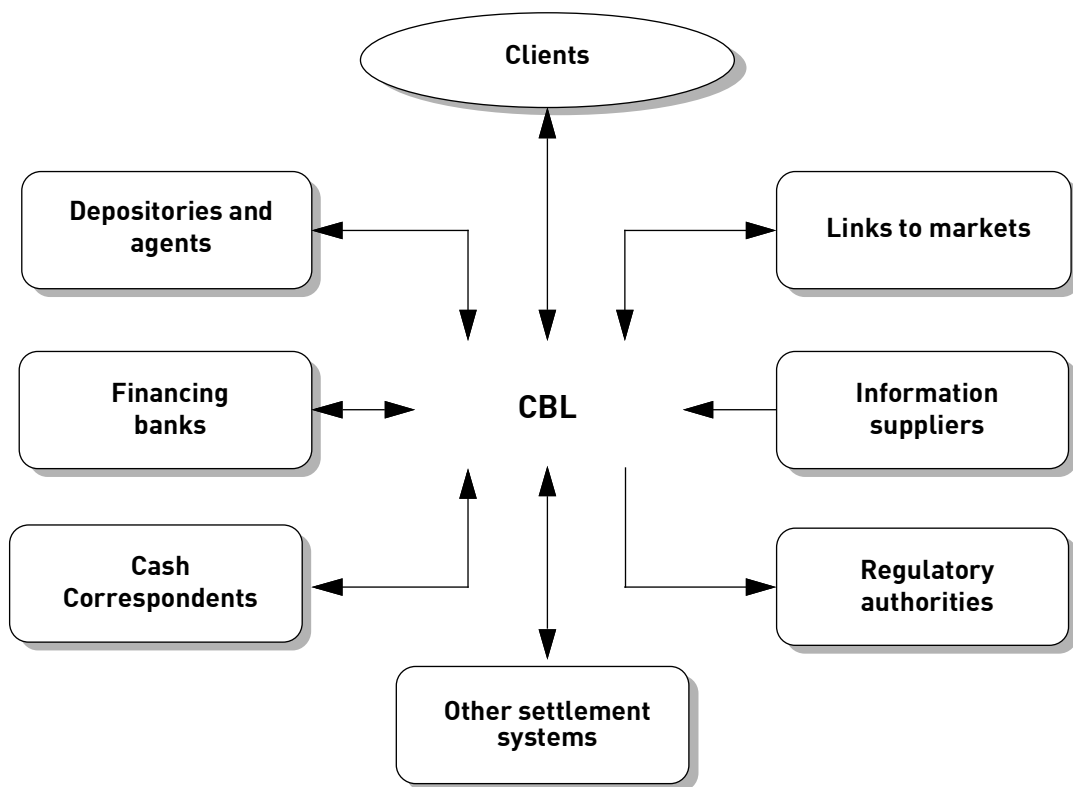 Clients
Depositories and
agents
Links to markets
Financing
banks
CBL
Information
suppliers
Cash
Correspondents
Regulatory
authorities
Other settlement
systems